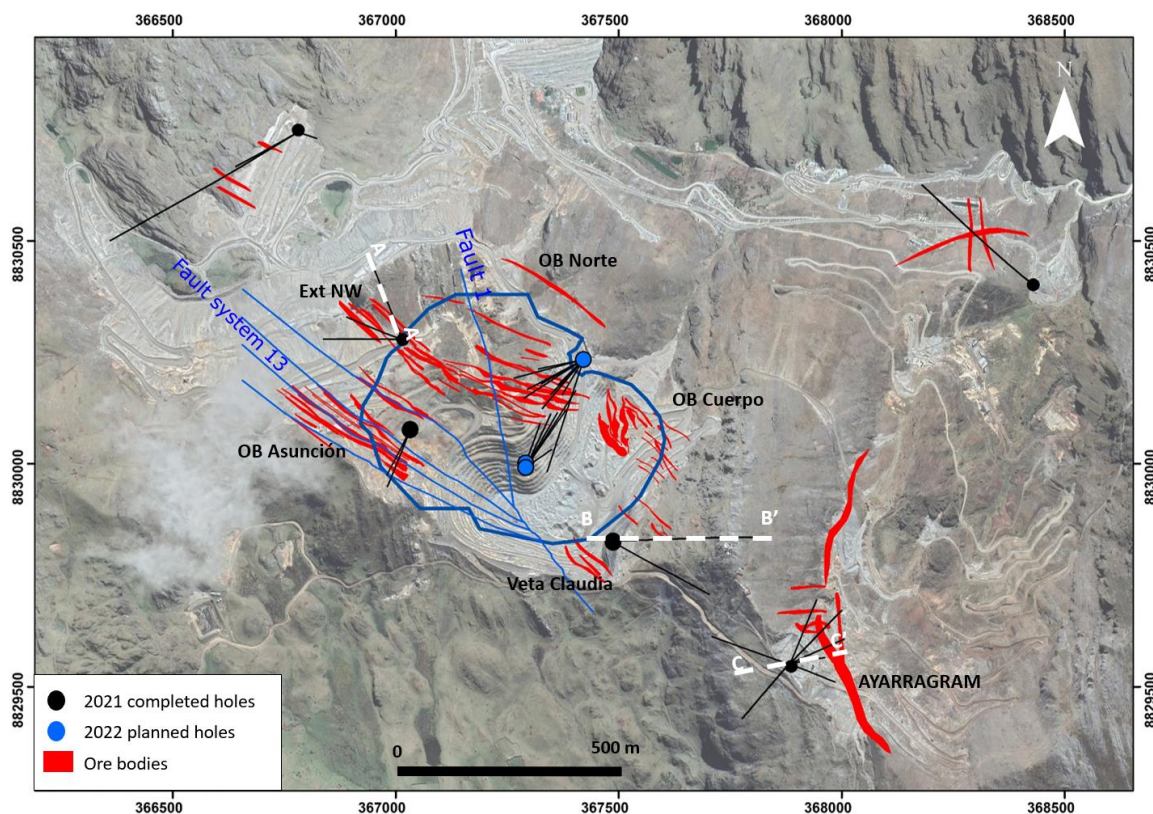 366500
367000
367500
368000
368500
N
8830500
8830500
A
Fault 1
OB Norte
Fault system 13
Ext NW
A'
OB Cuerpo
OB Asunción
8830000
8830000
B
B’
Veta Claudia
C
C'
AYARRAGRAM
8829500
8829500
2021 completed holes
2022 planned holes
Ore bodies
0
500 m
366500
367000
367500
368000
368500